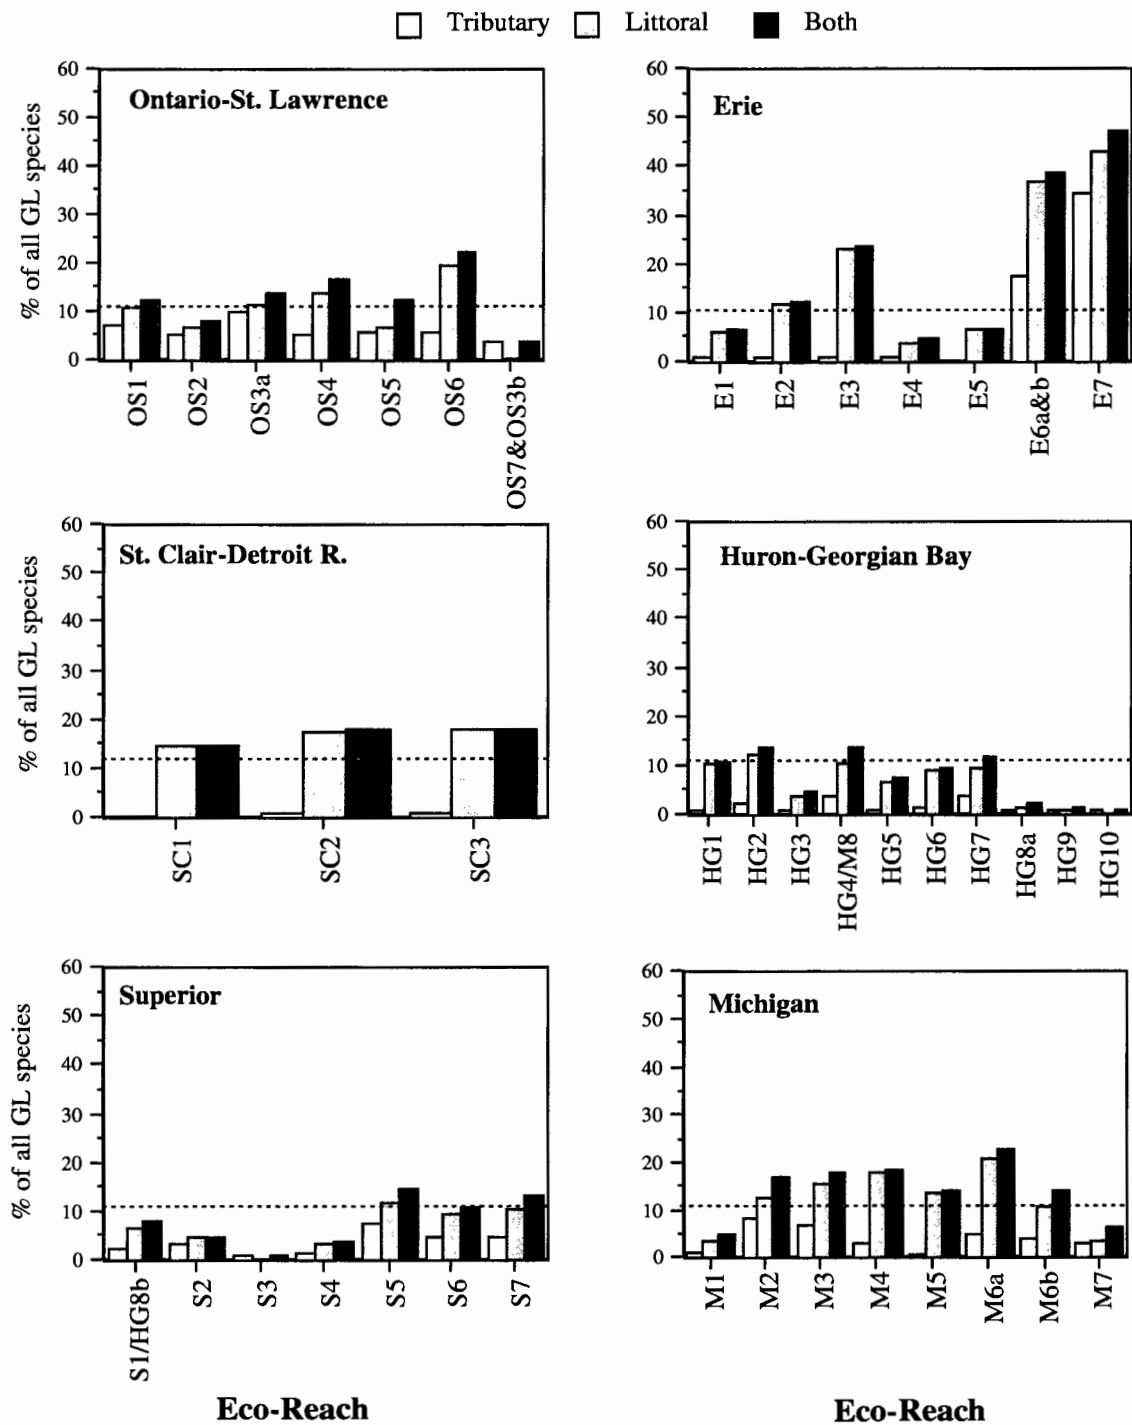 Tributary Littoral Both
Ontario-St. Lawrence
% of all GL species
60
50
40
30
20
10
0
OS1 OS2 OS3a OS4 OS5 OS6 OS7&OS3b
Erie
60
50
40
30
20
10
0
E1 E2 E3 E4 E5 E6a&b E7
St. Clair-Detroit R.
% of all GL species
60
50
40
30
20
10
0
SC1 SC2 SC3
Huron-Georgian Bay
60
50
40
30
20
10
0
HG1 HG2 HG3 HG4/M8 HG5 HG6 HG7 HG8a HG9 HG10
Superior
% of all GL species
60
50
40
30
20
10
0
S1/HG8b S2 S3 S4 S5 S6 S7
Eco-Reach
Michigan
60
50
40
30
20
10
0
M1 M2 M3 M4 M5 M6a M6b M7
Eco-Reach